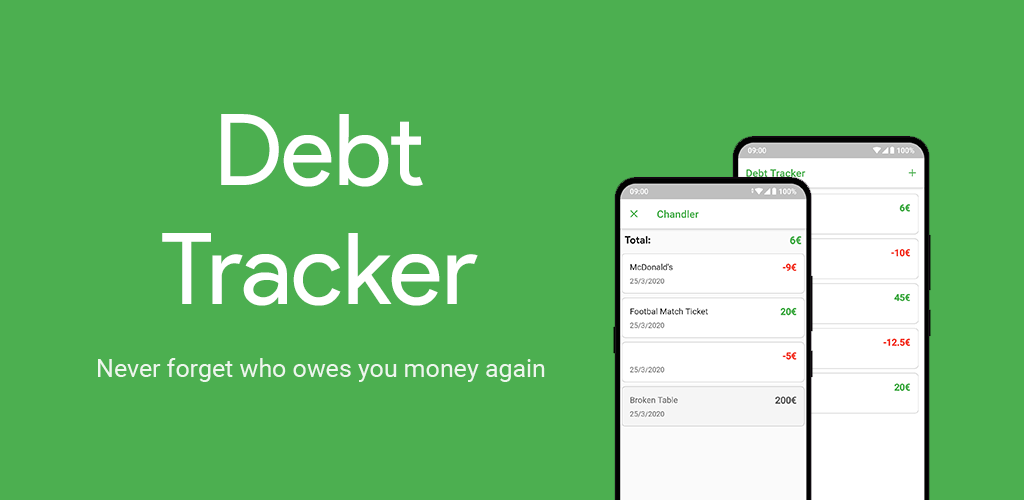 Debt
Tracker
Never forget who owes you money again
09:00 100%
Debt Tracker +
6€
-10€
45€
-12.5€
20€
09:00 100%
× Chandler
Total: 6€
McDonald's -9€
25/3/2020
Footbal Match Ticket 20€
25/3/2020
-5€
25/3/2020
Broken Table 200€
25/3/2020